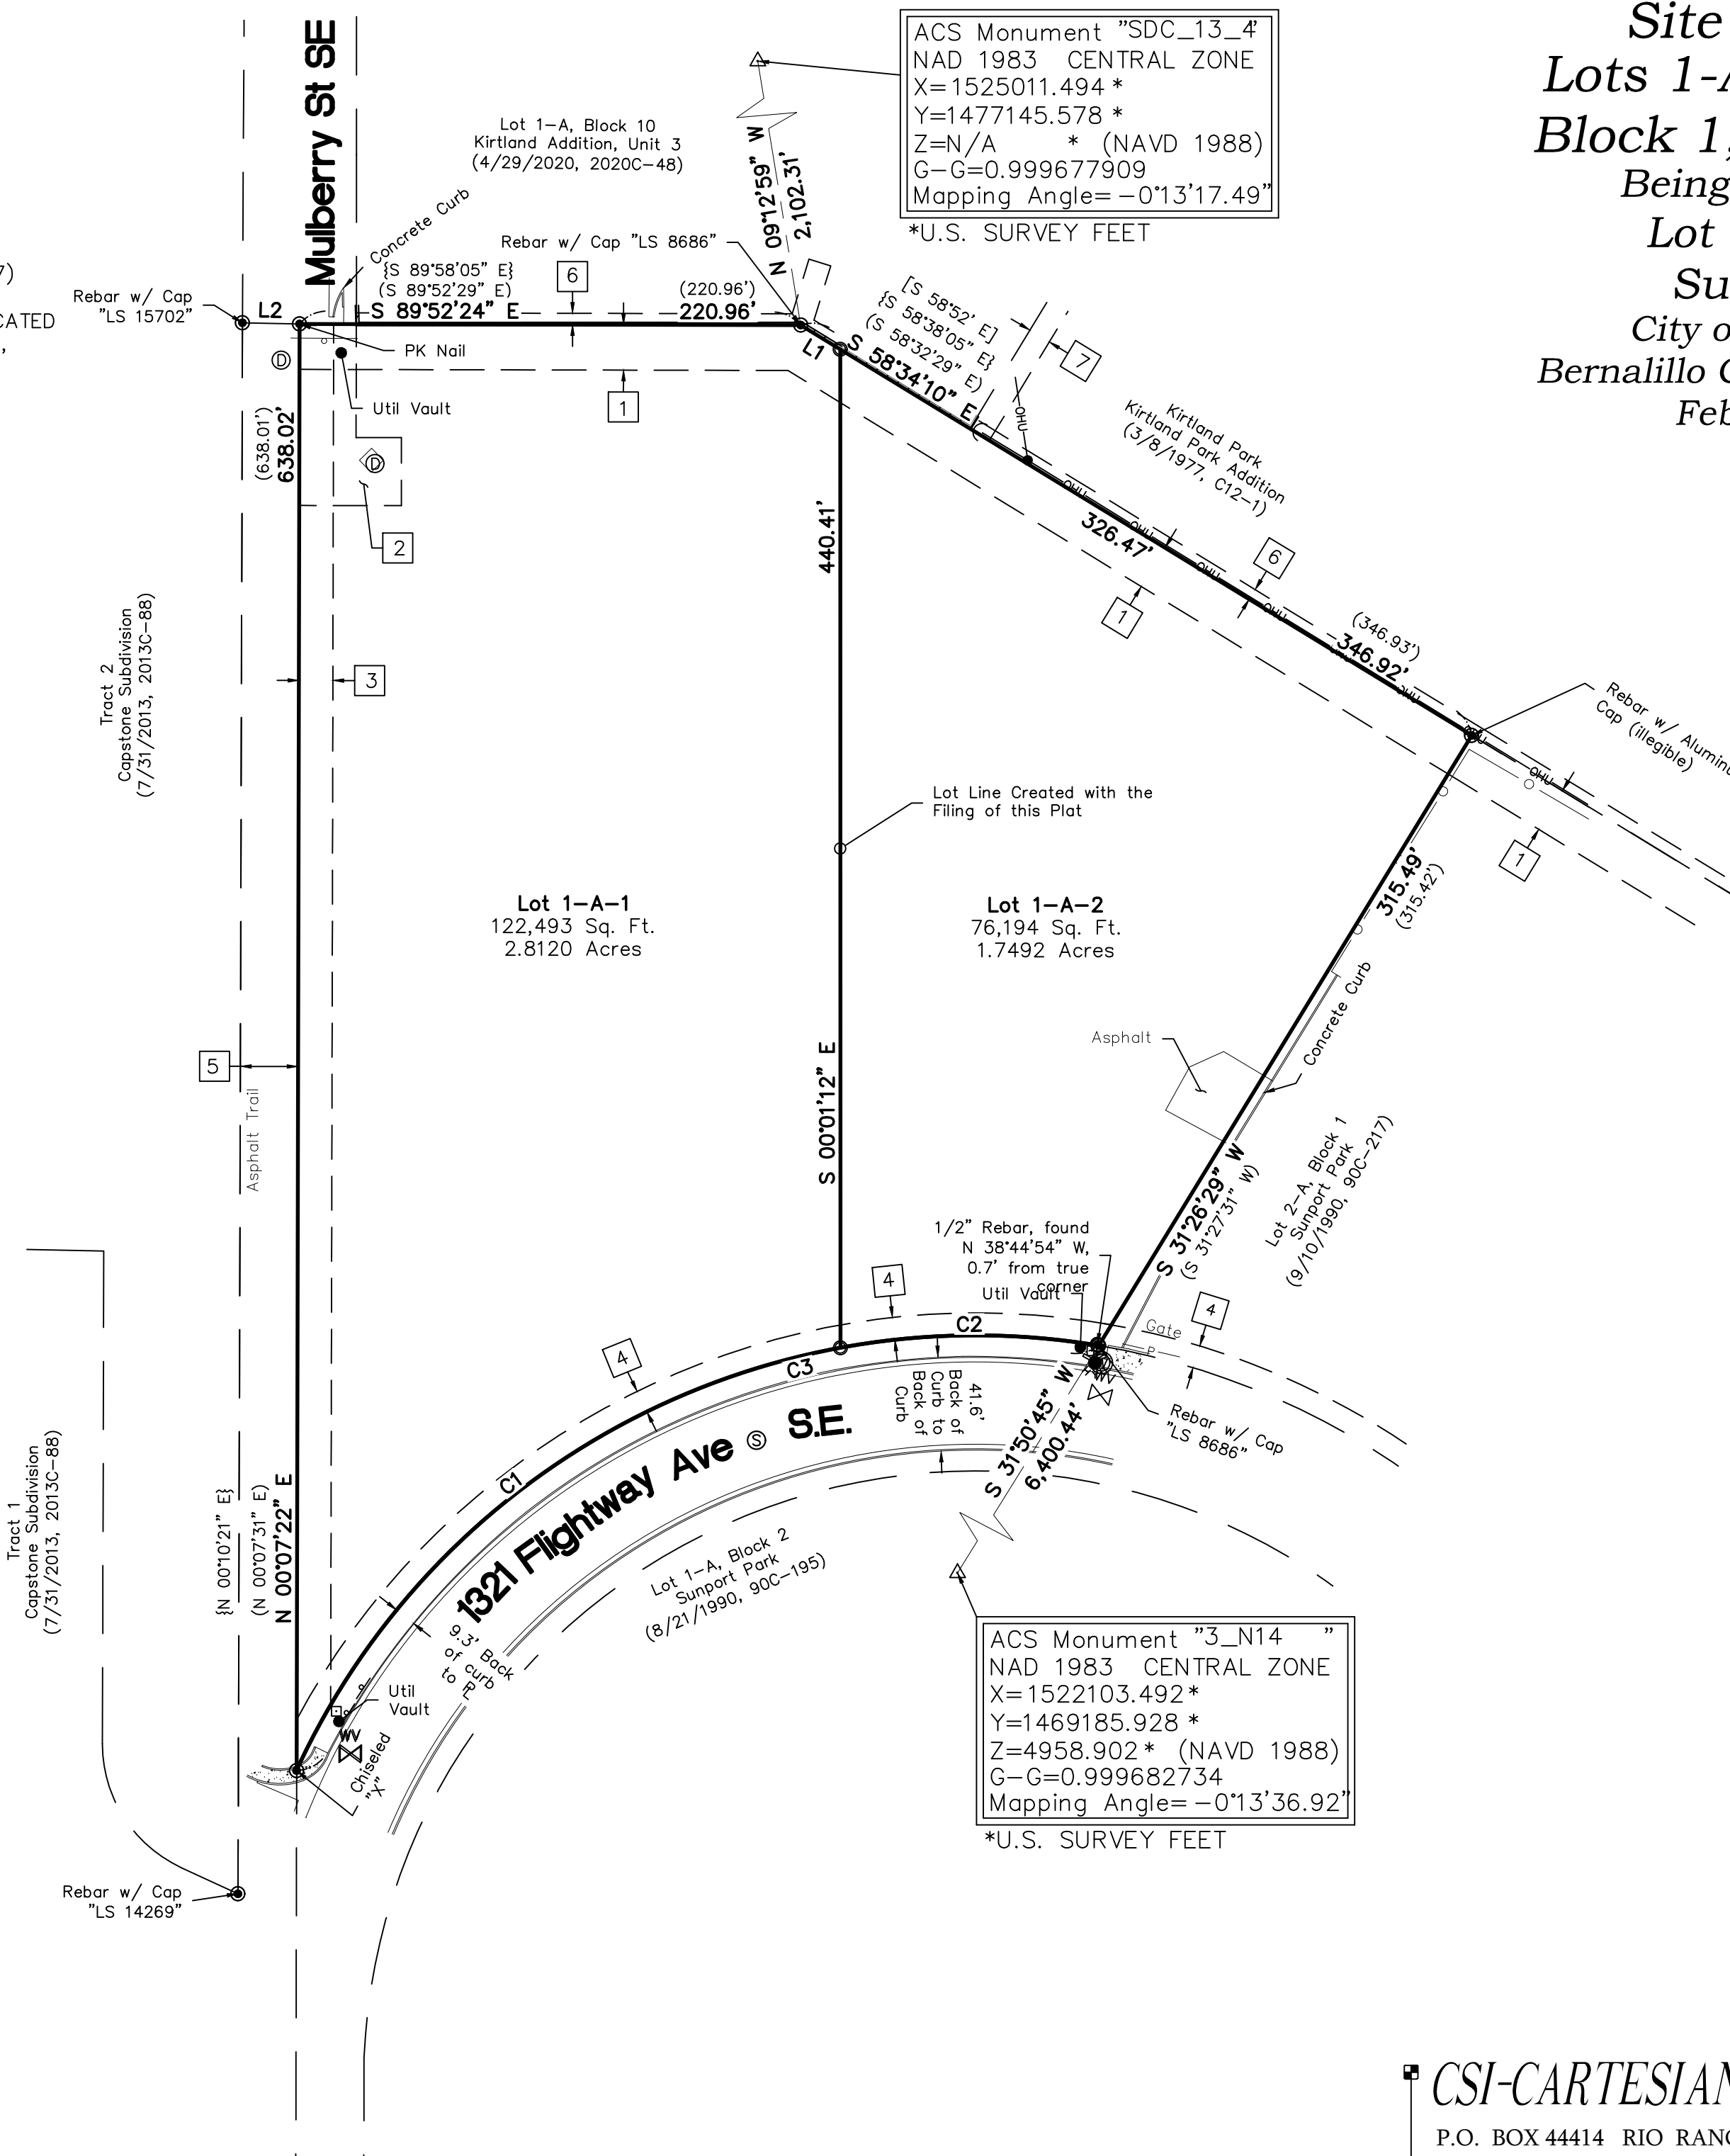 Site
Lots 1-A
Block 1,
Being
Lot
Su
City o
Bernalillo C
Feb
7)
CATED
,
Mulberry St SE
Lot 1-A, Block 10
Kirtland Addition, Unit 3
(4/29/2020, 2020C-48)
Concrete Curb
N 09°12'59" W
2,102.31'
ACS Monument "SDC_13_4"
NAD 1983 CENTRAL ZONE
X=1525011.494 *
Y=1477145.578 *
Z=N/A * (NAVD 1988)
G-G=0.999677909
Mapping Angle= -0°13'17.49"
*U.S. SURVEY FEET
Rebar w/ Cap "LS 8686"
Rebar w/ Cap
"LS 15702"
L2
{S 89°58'05" E}
(S 89°52'29" E)
S 89°52'24" E
6
(220.96')
220.96'
PK Nail
Util Vault
D
D
1
2
3
(638.01')
638.02'
L1
[S 58°52' E]
{S 58°38'05" E}
(S 58°32'29" E)
S 58°34'10" E
7
OHU
Kirtland Park
Kirtland Park Addition
(3/8/1977, C12-1)
OHU
326.47'
OHU
OHU
OHU
6
1
(346.93')
346.92'
OHU
OHU
OHU
OHU
Rebar w/ Aluminu
Cap (illegible)
1
440.41'
Tract 2
Capstone Subdivision
(7/31/2013, 2013C-88)
Lot Line Created with the
Filing of this Plat
Lot 1-A-1
122,493 Sq. Ft.
2.8120 Acres
Lot 1-A-2
76,194 Sq. Ft.
1.7492 Acres
315.49'
(315.42')
Concrete Curb
Asphalt
5
Asphalt Trail
S 00°01'12" E
S 31°26'29" W
(S 31°27'31" W)
Lot 2-A, Block 1
Sunport Park
(9/10/1990, 90C-217)
1/2" Rebar, found
N 38°44'54" W,
0.7' from true
corner
Util Vault
4
4
4
Gate
P
C2
C3
C1
41.6'
Back of
Curb to
Back of
Curb
WV
Rebar w/ Cap
"LS 8686"
S 31°50'45" W
6,400.44'
1321 Flightway Ave S S.E.
Lot 1-A, Block 2
Sunport Park
(8/21/1990, 90C-195)
{N 00°10'21" E}
(N 00°07'31" E)
N 00°07'22" E
Tract 1
Capstone Subdivision
(7/31/2013, 2013C-88)
9.3' Back
of curb
to PL
Util
Vault
WV
Chiseled
"X"
Rebar w/ Cap
"LS 14269"
ACS Monument "3_N14 "
NAD 1983 CENTRAL ZONE
X=1522103.492*
Y=1469185.928 *
Z=4958.902* (NAVD 1988)
G-G=0.999682734
Mapping Angle= -0°13'36.92"
*U.S. SURVEY FEET
CSI-CARTESIAN
P.O. BOX 44414 RIO RANC